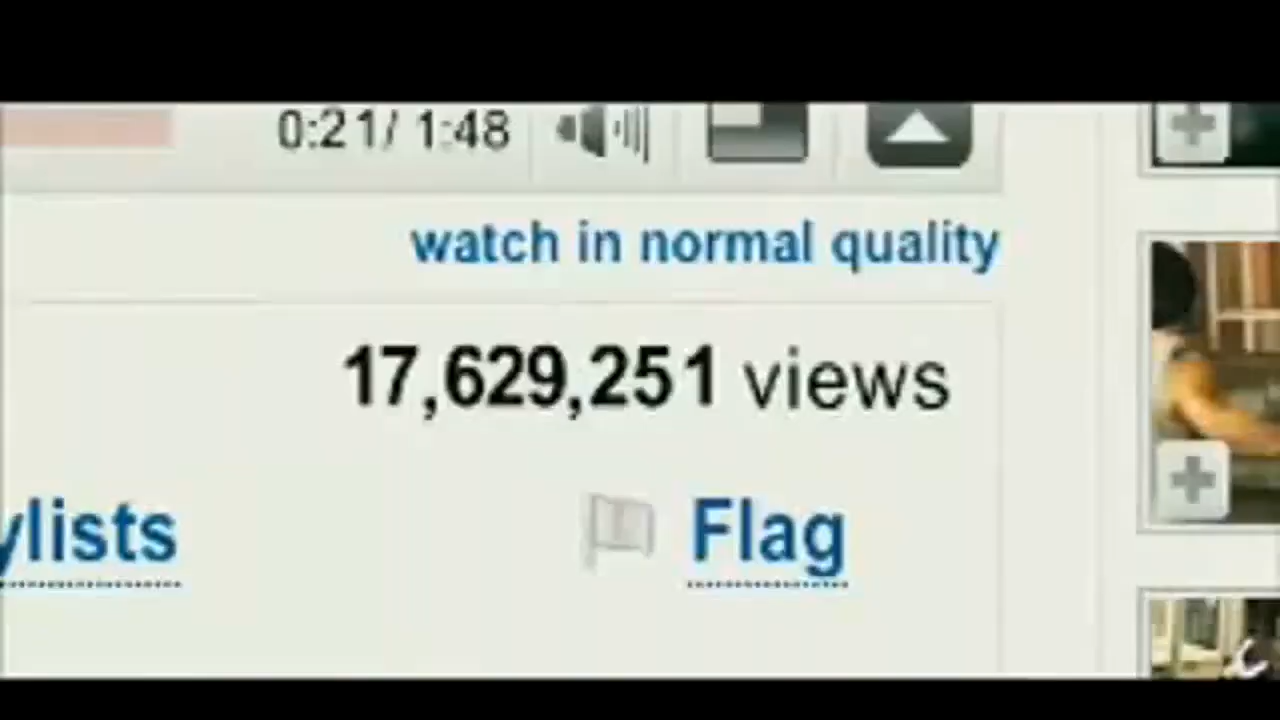 0:21/ 1:48
watch in normal quality
17,629,251 views
ylists
Flag